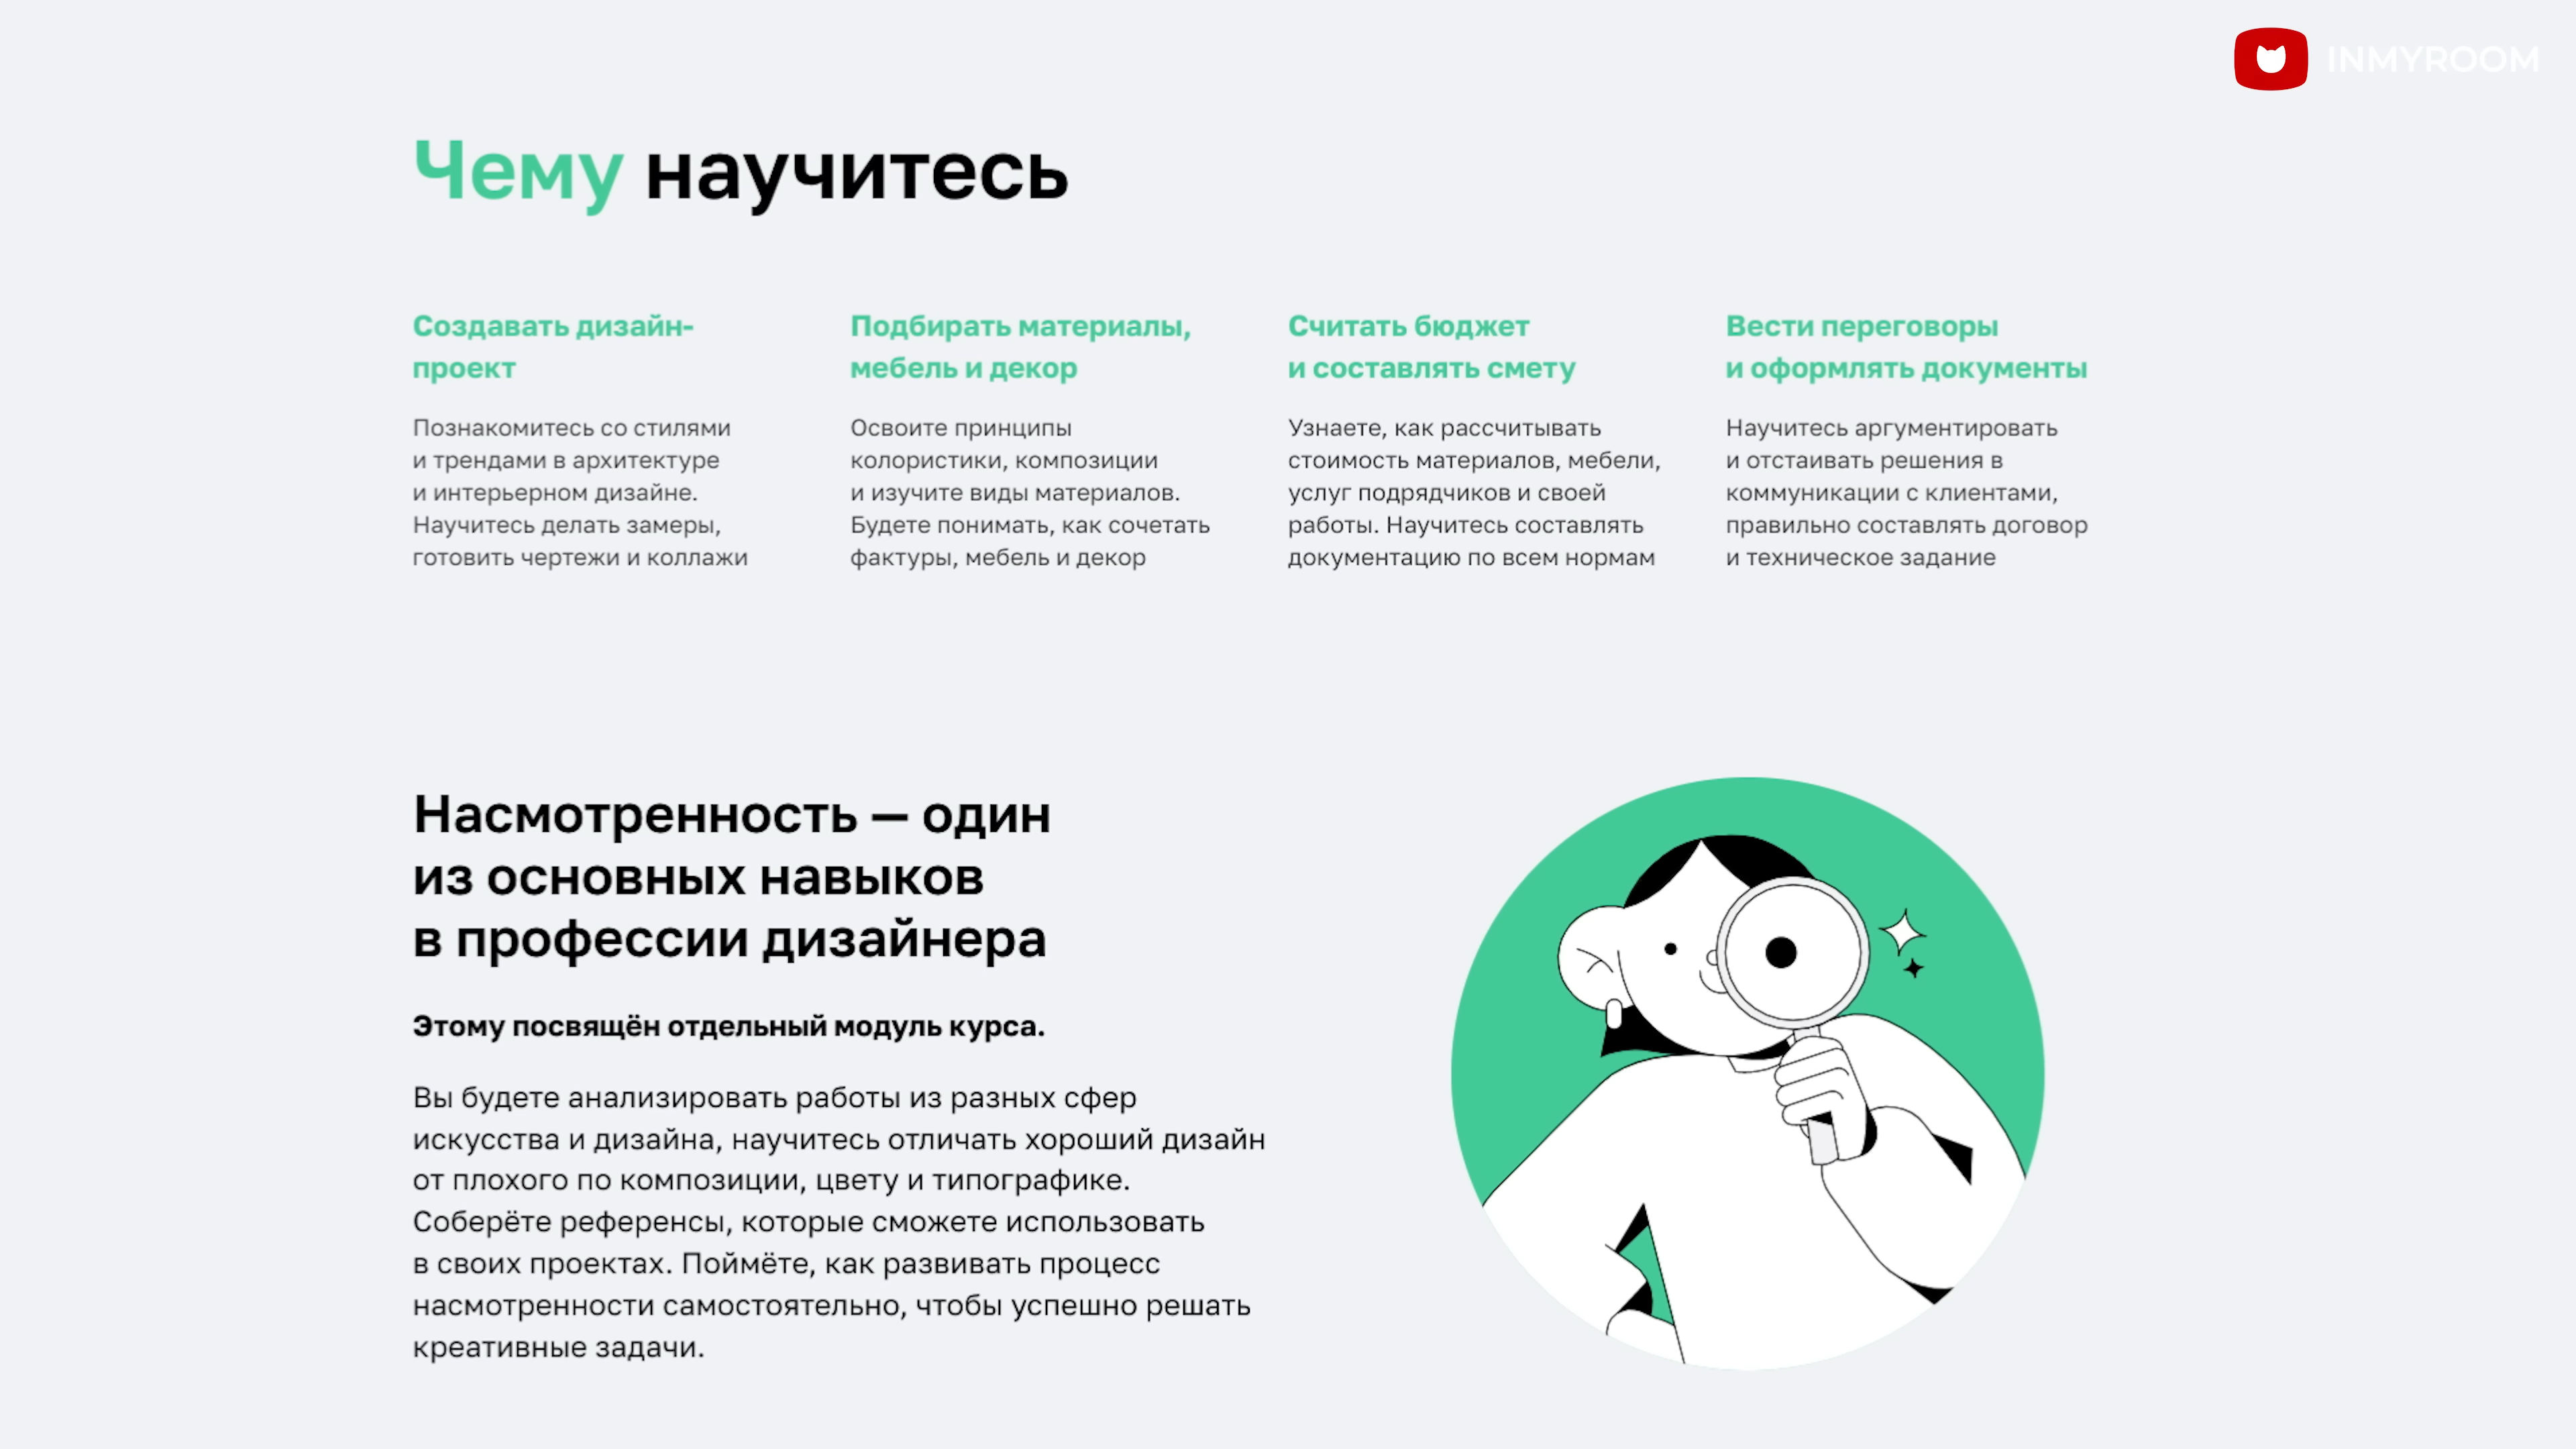 INMYROOM
Чему научитесь
Создавать дизайн-
проект
Познакомитесь со стилями
и трендами в архитектуре
и интерьерном дизайне.
Научитесь делать замеры,
готовить чертежи и коллажи
Подбирать материалы,
мебель и декор
Освоите принципы
колористики, композиции
и изучите виды материалов.
Будете понимать, как сочетать
фактуры, мебель и декор
Считать бюджет
и составлять смету
Узнаете, как рассчитывать
стоимость материалов, мебели,
услуг подрядчиков и своей
работы. Научитесь составлять
документацию по всем нормам
Вести переговоры
и оформлять документы
Научитесь аргументировать
и отстаивать решения в
коммуникации с клиентами,
правильно составлять договор
и техническое задание
Насмотренность — один
из основных навыков
в профессии дизайнера
Этому посвящён отдельный модуль курса.
Вы будете анализировать работы из разных сфер
искусства и дизайна, научитесь отличать хороший дизайн
от плохого по композиции, цвету и типографике.
Соберёте референсы, которые сможете использовать
в своих проектах. Поймёте, как развивать процесс
насмотренности самостоятельно, чтобы успешно решать
креативные задачи.